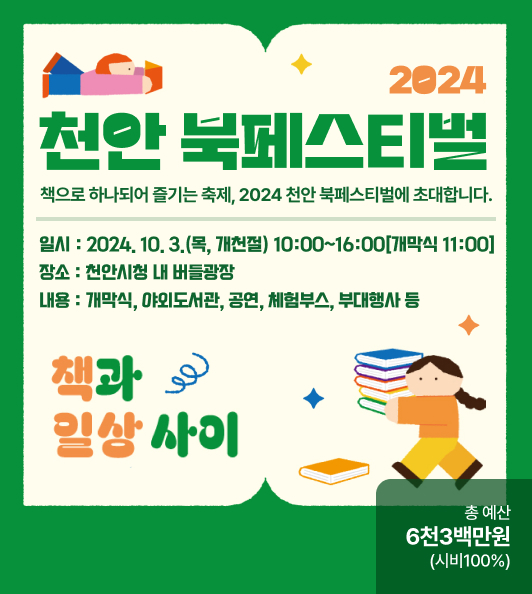 2024
천안 북페스티벌
책으로 하나되어 즐기는 축제, 2024 천안 북페스티벌에 초대합니다.
일시 : 2024. 10. 3.(목, 개천절) 10:00~16:00[개막식 11:00]
장소 : 천안시청 내 버들광장
내용 : 개막식, 야외도서관, 공연, 체험부스, 부대행사 등
책과
일상 사이
총 예산
6천3백만원
(시비100%)